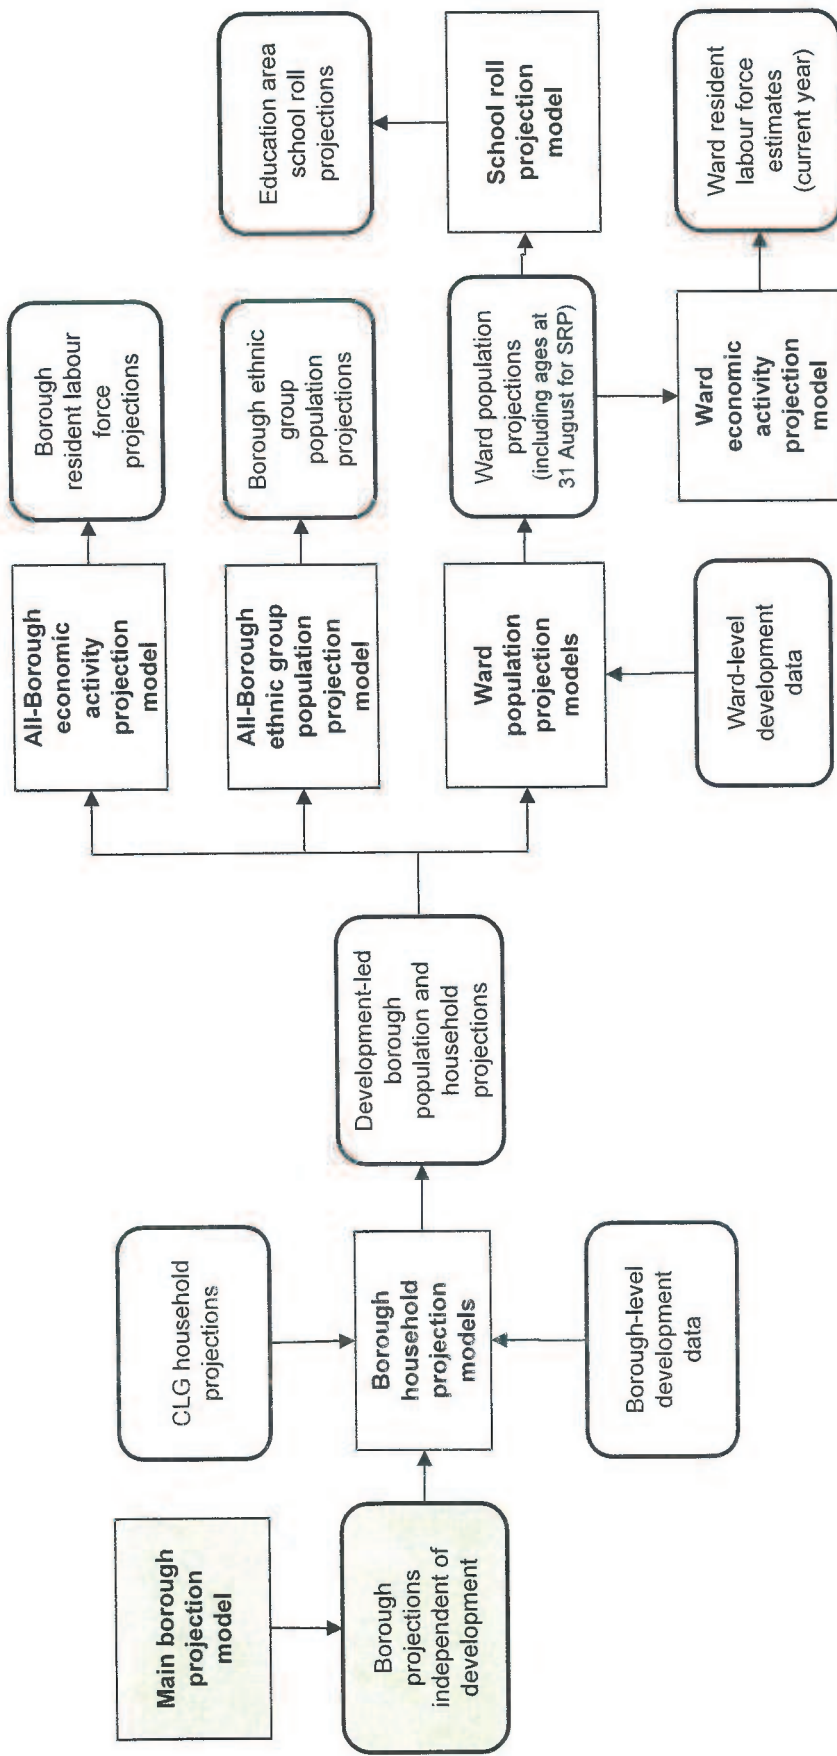 Main borough
projection
model
Borough
projections
independent of
development
CLG household
projections
Borough
household
projection
models
Borough-level
development
data
Development-led
borough
population and
household
projections
All-Borough
economic
activity
projection
model
Borough
resident labour
force
projections
All-Borough
ethnic group
population
projection
model
Borough ethnic
group
population
projections
Ward
population
projection
models
Ward-level
development
data
Ward population
projections
(including ages at
31 August for SRP)
School roll
projection
model
Education area
school roll
projections
Ward
economic
activity
projection
model
Ward resident
labour force
estimates
(current year)